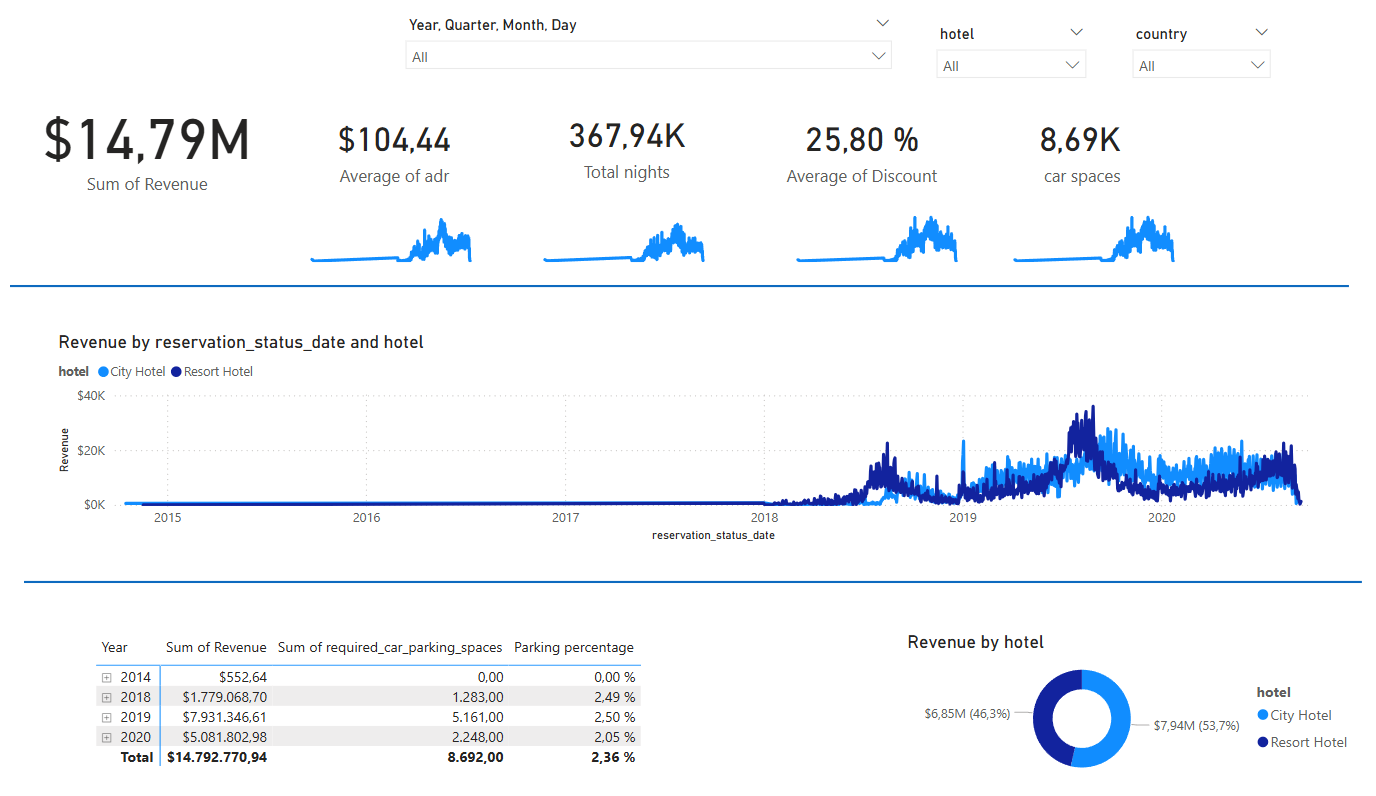 Year, Quarter, Month, Day
All
hotel
All
country
All
$14,79M
Sum of Revenue
$104,44
Average of adr
367,94K
Total nights
25,80 %
Average of Discount
8,69K
car spaces
Revenue by reservation_status_date and hotel
hotel City Hotel Resort Hotel
$40K
$20K
$0K
Revenue
2015 2016 2017 2018 2019 2020
reservation_status_date
Year Sum of Revenue Sum of required_car_parking_spaces Parking percentage
2014 $552,64 0,00 0,00 %
2018 $1.779.068,70 1.283,00 2,49 %
2019 $7.931.346,61 5.161,00 2,50 %
2020 $5.081.802,98 2.248,00 2,05 %
Total $14.792.770,94 8.692,00 2,36 %
Revenue by hotel
$6,85M (46,3%)
$7,94M (53,7%)
hotel
City Hotel
Resort Hotel